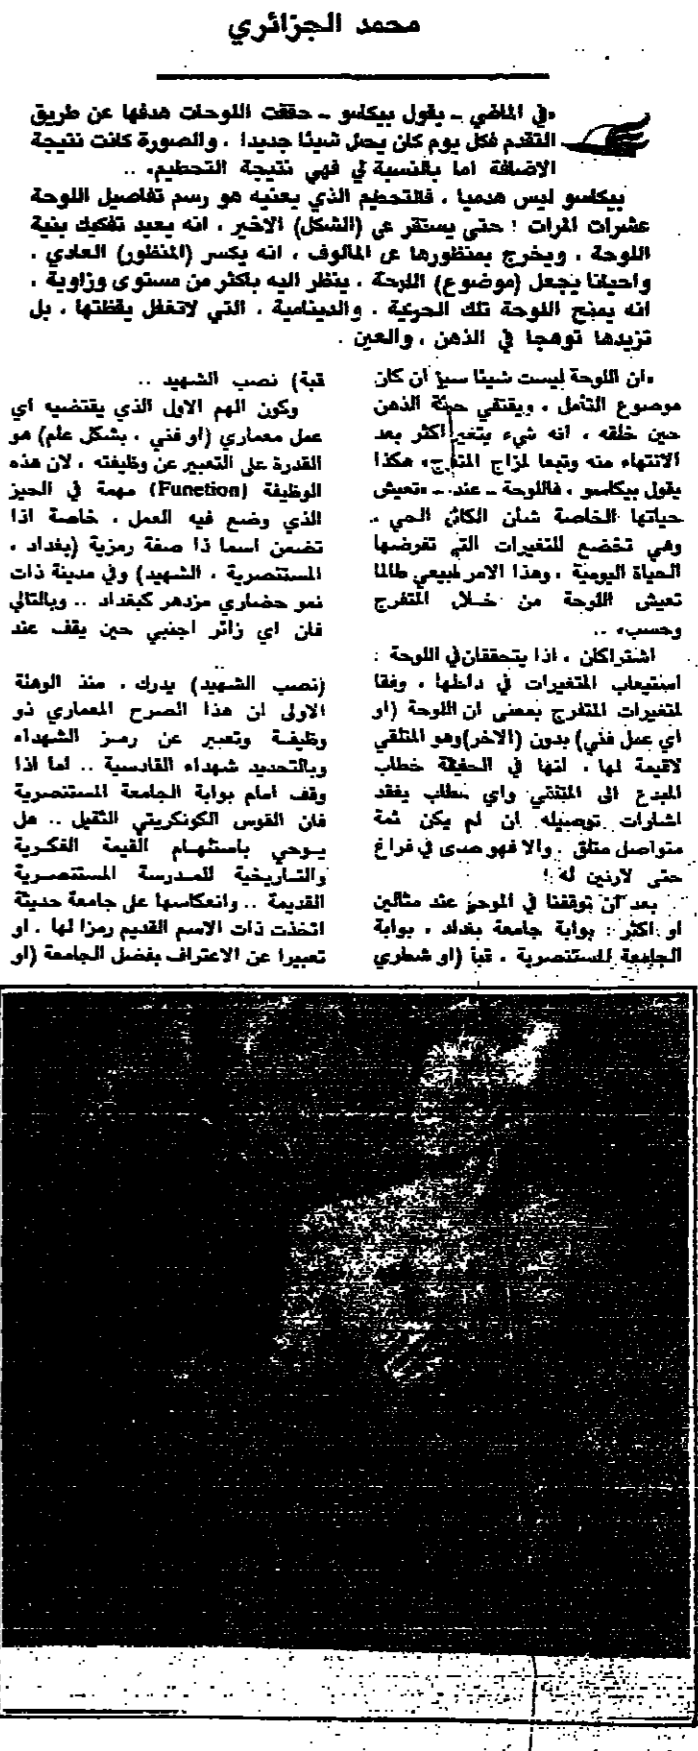 محمد الجزائري
«في الماضي - يقول بيكاسو - حققت اللوحات هدفها عن طريق
التقدم فكل يوم كان يحمل شيئا جديدا ، والصورة كانت نتيجة
الاضافة اما بالنسبة لي فهي نتيجة التحطيم» ..
بيكاسو ليس هدميا ، فالتحطيم الذي يعنيه هو رسم تفاصيل اللوحة
عشرات المرات ! حتى يستقر على (الشكل) الاخير ، انه يعيد تفكيك بنية
اللوحة ، ويخرج بمنظورها عن المالوف ، انه يكسر (المنظور) العادي ،
واحيانا يجعل (موضوع) اللوحة ، ينظر اليه باكثر من مستوى وزاوية ،
انه يمنح اللوحة تلك الحركية ، والدينامية ، التي لاتغفل يقظتها ، بل
تزيدها توهجا في الذهن ، والعين .
«ان اللوحة ليست شيئا سبق ان كان
موضوع التأمل ، ويقتفي حركة الذهن
حين خلقه ، انه شيء يتغير اكثر بعد
الانتهاء منه وتبعا لمزاج المتفرج» هكذا
يقول بيكاسو ، فاللوحة - عنده - «تعيش
حياتها الخاصة شأن الكائن الحي ..
وهي تخضع للتغيرات التي تفرضها
الحياة اليومية ، وهذا الامر طبيعي طالما
تعيش اللوحة من خلال المتفرج
وحسب» ..
اشتراكان ، اذا يتحققان في اللوحة :
استيعاب المتغيرات في داخلها ، وفقا
لمتغيرات المتفرج بمعنى ان اللوحة (او
اي عمل فني) بدون (الاخر) وهو المتلقي
لاقيمة لها ، انها في الحقيقة خطاب
المبدع الى المتلقي واي خطاب يفقد
اشارات توصيله ان لم يكن ثمة
متواصل متلق . والا فهو صدى في فراغ
حتى لارنين له !
بعد ان توقفنا في الموجز عند مثالين
او اكثر : بوابة جامعة بغداد ، بوابة
الجامعة المستنصرية ، قبة (او شطري
قبة) نصب الشهيد ..
وكون الهم الاول الذي يقتضيه اي
عمل معماري (او فني ، بشكل عام) هو
القدرة على التعبير عن وظيفته ، لان هذه
الوظيفة (Function) مهمة في الحيز
الذي وضع فيه العمل ، خاصة اذا
تضمن اسما ذا صفة رمزية (بغداد ،
المستنصرية ، الشهيد) وفي مدينة ذات
نمو حضاري مزدهر كبغداد .. وبالتالي
فان اي زائر اجنبي حين يقف عند
(نصب الشهيد) يدرك ، منذ الوهلة
الاولى ان هذا الصرح المعماري ذو
وظيفة وتعبير عن رمز الشهداء
وبالتحديد شهداء القادسية .. اما اذا
وقف امام بوابة الجامعة المستنصرية
فان القوس الكونكريتي الثقيل .. هل
يوحي باستلهام القيمة الفكرية
والتاريخية للمدرسة المستنصرية
القديمة .. وانعكاسها على جامعة حديثة
اتخذت ذات الاسم القديم رمزا لها . او
تعبيرا عن الاعتراف بفضل الجامعة (او